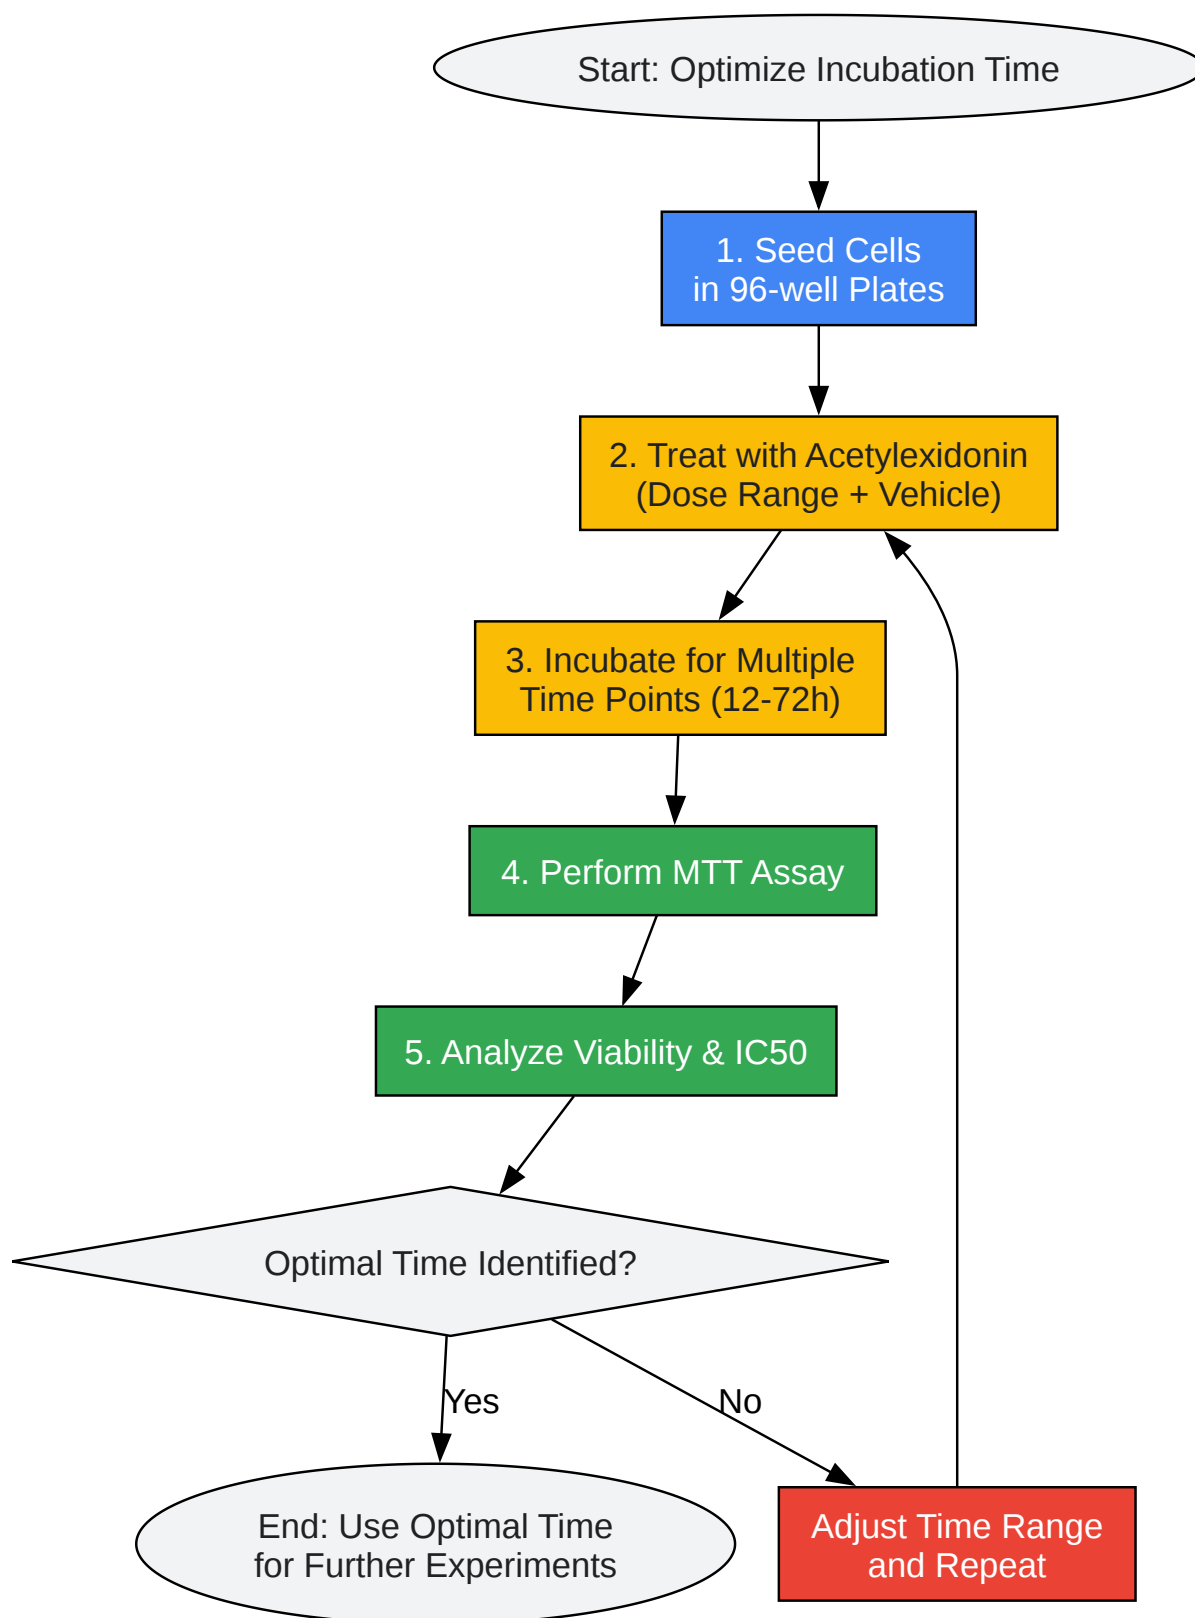 Start: Optimize Incubation Time
1. Seed Cells
in 96-well Plates
2. Treat with Acetylexidonin
(Dose Range + Vehicle)
3. Incubate for Multiple
Time Points (12-72h)
4. Perform MTT Assay
5. Analyze Viability & IC50
Optimal Time Identified?
Yes
No
End: Use Optimal Time
for Further Experiments
Adjust Time Range
and Repeat